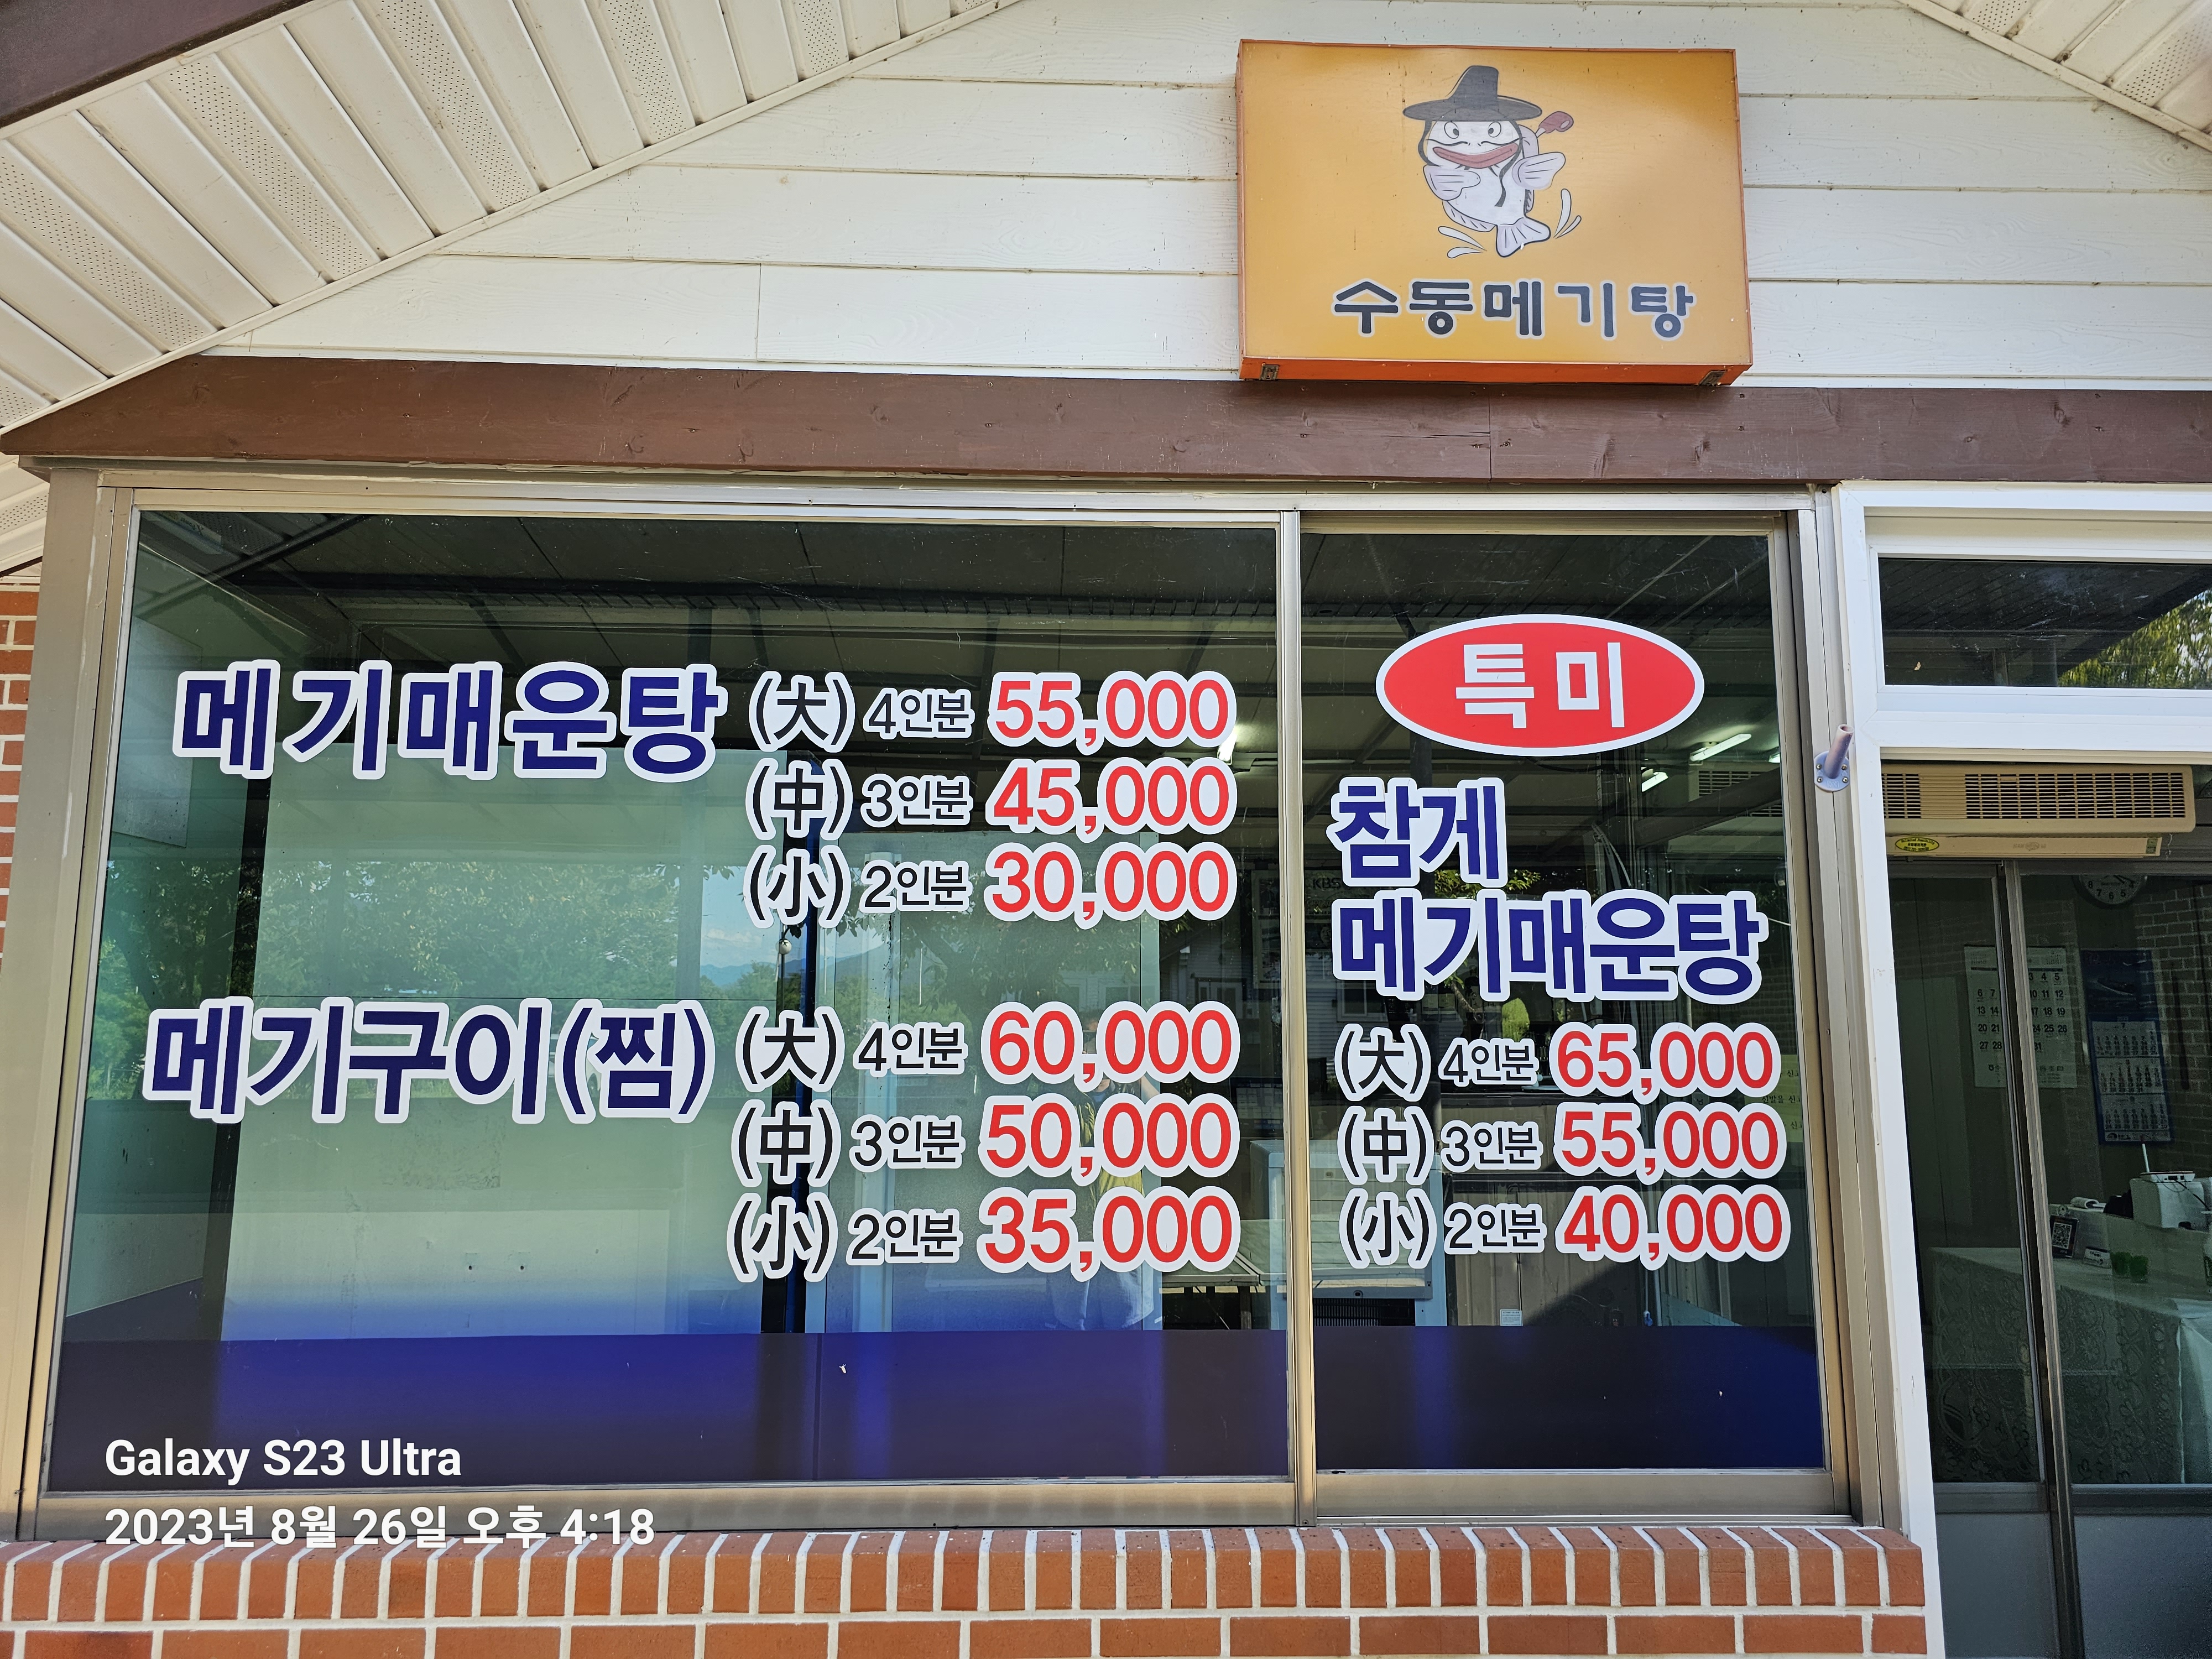 수동메기탕
메기매운탕 (大) 4인분 55,000
(中) 3인분 45,000
(小) 2인분 30,000
메기구이(찜) (大) 4인분 60,000
(中) 3인분 50,000
(小) 2인분 35,000
특미
참게
메기매운탕
(大) 4인분 65,000
(中) 3인분 55,000
(小) 2인분 40,000
KBS
Galaxy S23 Ultra
2023년 8월 26일 오후 4:18